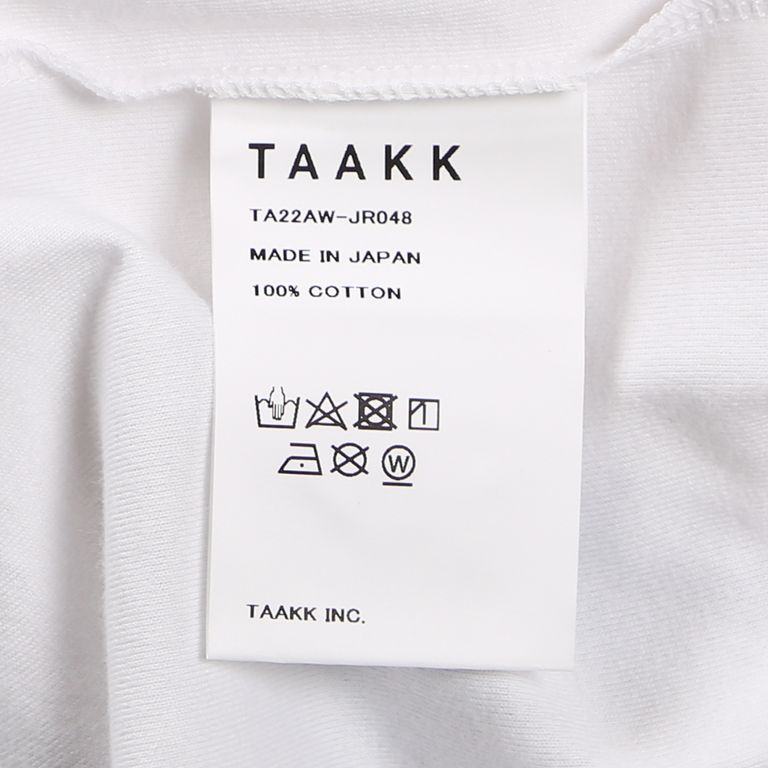 TAAKK
TA22AW-JR048
MADE IN JAPAN
100% COTTON
W
TAAKK INC.